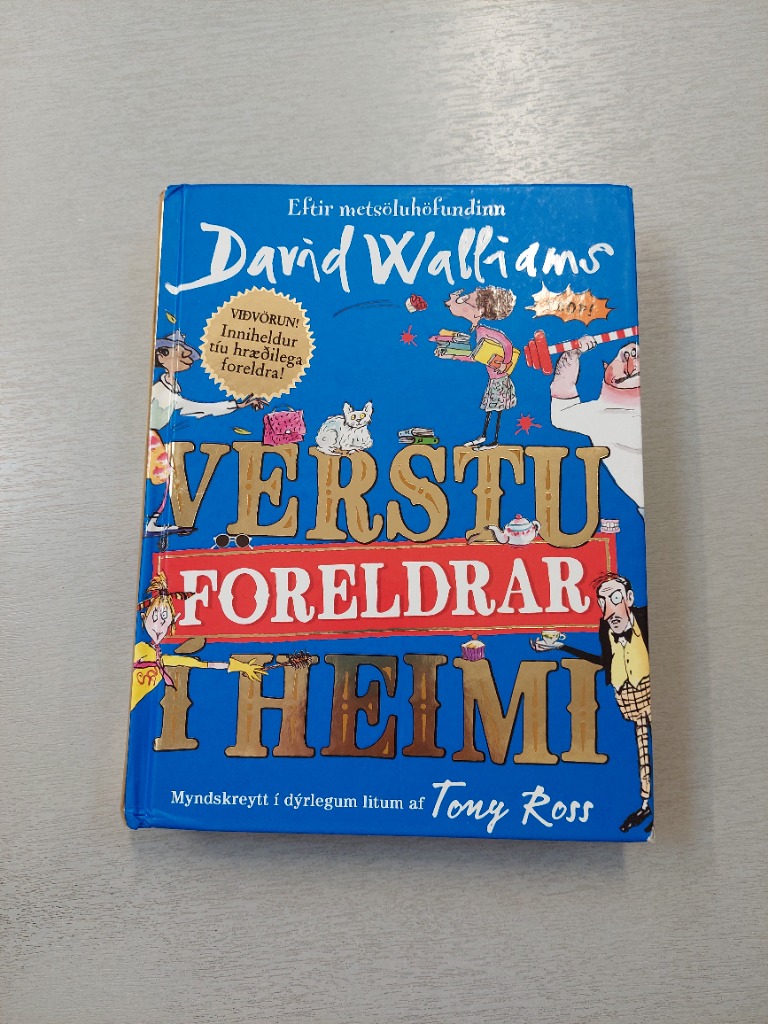 Eftir metsöluhöfundinn
David Walliams
VIÐVÖRUN!
Inniheldur
tíu hræðilega
foreldra!
VERSTU
FORELDRAR
Í HEIMI
Myndskreytt í dýrlegum litum af Tony Ross